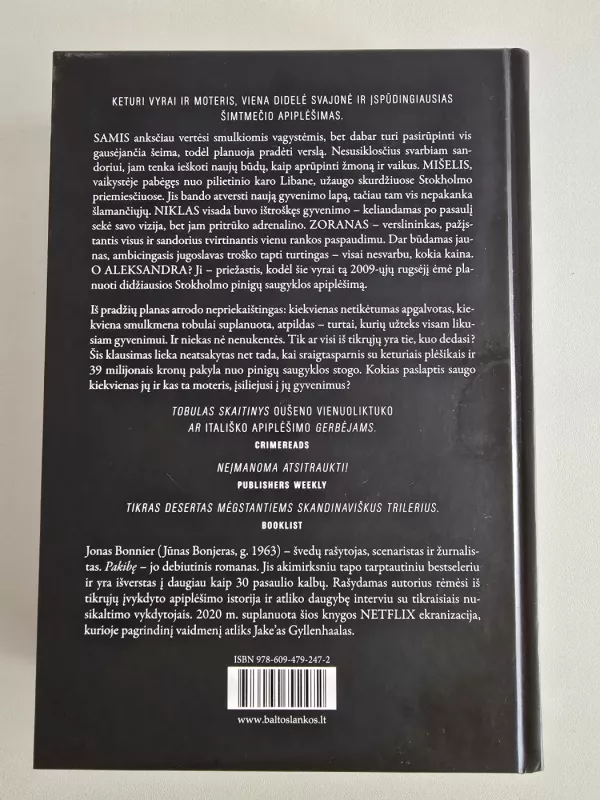 KETURI VYRAI IR MOTERIS, VIENA DIDELĖ SVAJONĖ IR ĮSPŪDINGIAUSIAS
ŠIMTMEČIO APIPLĖŠIMAS.
SAMIS anksčiau vertėsi smulkiomis vagystėmis, bet dabar turi pasirūpinti vis
gausėjančia šeima, todėl planuoja pradėti verslą. Nesusiklosčius svarbiam san-
doriui, jam tenka ieškoti naujų būdų, kaip aprūpinti žmoną ir vaikus. MIŠELIS,
vaikystėje pabėgęs nuo pilietinio karo Libane, užaugo skurdžiuose Stokholmo
priemiesčiuose. Jis bando atversti naują gyvenimo lapą, tačiau tam vis nepakanka
šlamančiųjų. NIKLAS visada buvo ištroškęs gyvenimo – keliaudamas po pasaulį
sekė savo vizija, bet jam pritrūko adrenalino. ZORANAS – verslininkas, pažįs-
tantis visus ir sandorius tvirtinantis vienu rankos paspaudimu. Dar būdamas jau-
nas, ambicingasis jugoslavas troško tapti turtingas – visai nesvarbu, kokia kaina.
O ALEKSANDRA? Ji – priežastis, kodėl šie vyrai tą 2009-ųjų rugsėjį ėmė pla-
nuoti didžiausios Stokholmo pinigų saugyklos apiplėšimą.
Iš pradžių planas atrodo nepriekaištingas: kiekvienas netikėtumas apgalvotas, kie-
kviena smulkmena tobulai suplanuota, atpildas – turtai, kurių užteks visam liku-
siam gyvenimui. Ir niekas nė nenukentės. Tik ar visi iš tikrųjų yra tie, kuo dedasi?
Šis klausimas lieka neatsakytas net tada, kai sraigtasparnis su keturiais plėšikais ir
39 milijonais kronų pakyla nuo pinigų saugyklos stogo. Kokias paslaptis saugo
kiekvienas jų ir kas ta moteris, įsiliejusi į jų gyvenimus?
TOBULAS SKAITINYS OUŠENO VIENUOLIKTUKO
AR ITALIŠKO APIPLĖŠIMO GERBĖJAMS.
CRIMEREADS
NEĮMANOMA ATSITRAUKTI!
PUBLISHERS WEEKLY
TIKRAS DESERTAS MĖGSTANTIEMS SKANDINAVIŠKUS TRILERIUS.
BOOKLIST
Jonas Bonnier (Jūnas Bonjeras, g. 1963) – švedų rašytojas, scenaristas ir žurnalis-
tas. Pakibę – jo debiutinis romanas. Jis akimirksniu tapo tarptautiniu bestseleriu
ir yra išverstas į daugiau kaip 30 pasaulio kalbų. Rašydamas autorius rėmėsi iš
tikrųjų įvykdyto apiplėšimo istorija ir atliko daugybę interviu su tikraisiais nu-
sikaltimo vykdytojais. 2020 m. suplanuota šios knygos NETFLIX ekranizacija,
kurioje pagrindinį vaidmenį atliks Jake'as Gyllenhaalas.
ISBN 978-609-479-247-2
www.baltoslankos.lt